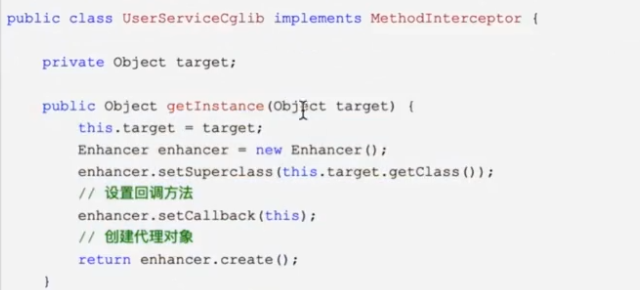 public class UserServiceCglib implements MethodInterceptor {
private Object target;
public Object getInstance(Object target) {
this.target = target;
Enhancer enhancer = new Enhancer();
enhancer.setSuperclass(this.target.getClass());
// 设置回调方法
enhancer.setCallback(this);
// 创建代理对象
return enhancer.create();
}